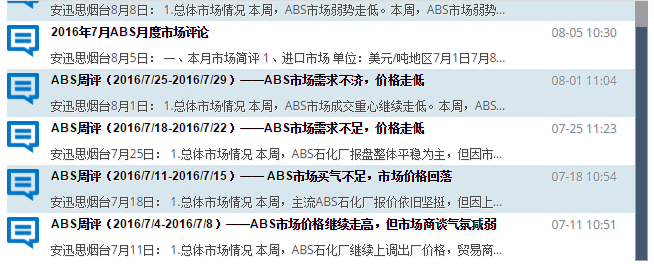 安迅思烟台8月8日： 1.总体市场情况 本周，ABS市场弱势走低。本周，ABS市场弱势...
2016年7月ABS月度市场评论 08-05 10:30
安迅思烟台8月5日： 一、本月市场简评 1、进口市场 单位：美元/吨地区7月1日7月8...
ABS周评（2016/7/25-2016/7/29）——ABS市场需求不济，价格走低 08-01 11:04
安迅思烟台8月1日： 1.总体市场情况 本周，ABS市场成交重心继续走低。本周，ABS...
ABS周评（2016/7/18-2016/7/22）——ABS市场需求不足，价格走低 07-25 11:23
安迅思烟台7月25日： 1.总体市场情况 本周，ABS石化厂报盘整体平稳为主，但因市...
ABS周评（2016/7/11-2016/7/15）—— ABS市场买气不足，市场价格回落 07-18 10:54
安迅思烟台7月18日： 1.总体市场情况 本周，主流ABS石化厂报价依旧坚挺，但因上...
ABS周评（2016/7/4-2016/7/8）——ABS市场价格继续走高，但市场商谈气氛减弱 07-11 10:51
安迅思烟台7月11日： 1.总体市场情况 本周，ABS石化厂继续上调出厂价格，贸易商...